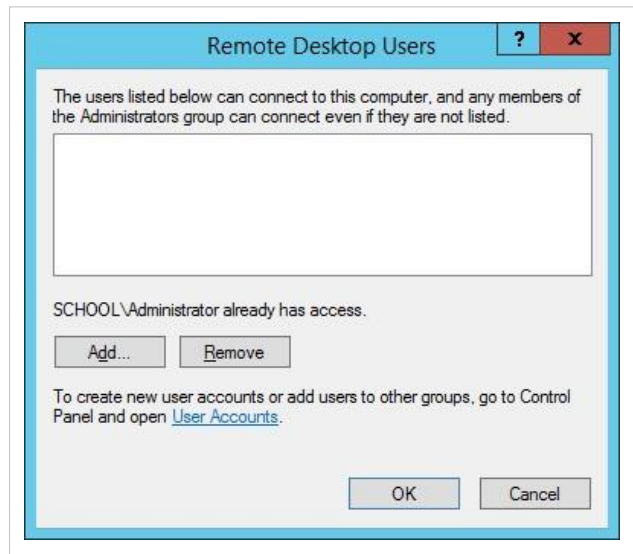 Remote Desktop Users
?
x
The users listed below can connect to this computer, and any members of
the Administrators group can connect even if they are not listed.
SCHOOL\Administrator already has access.
Add...
Remove
To create new user accounts or add users to other groups, go to Control
Panel and open User Accounts.
OK
Cancel